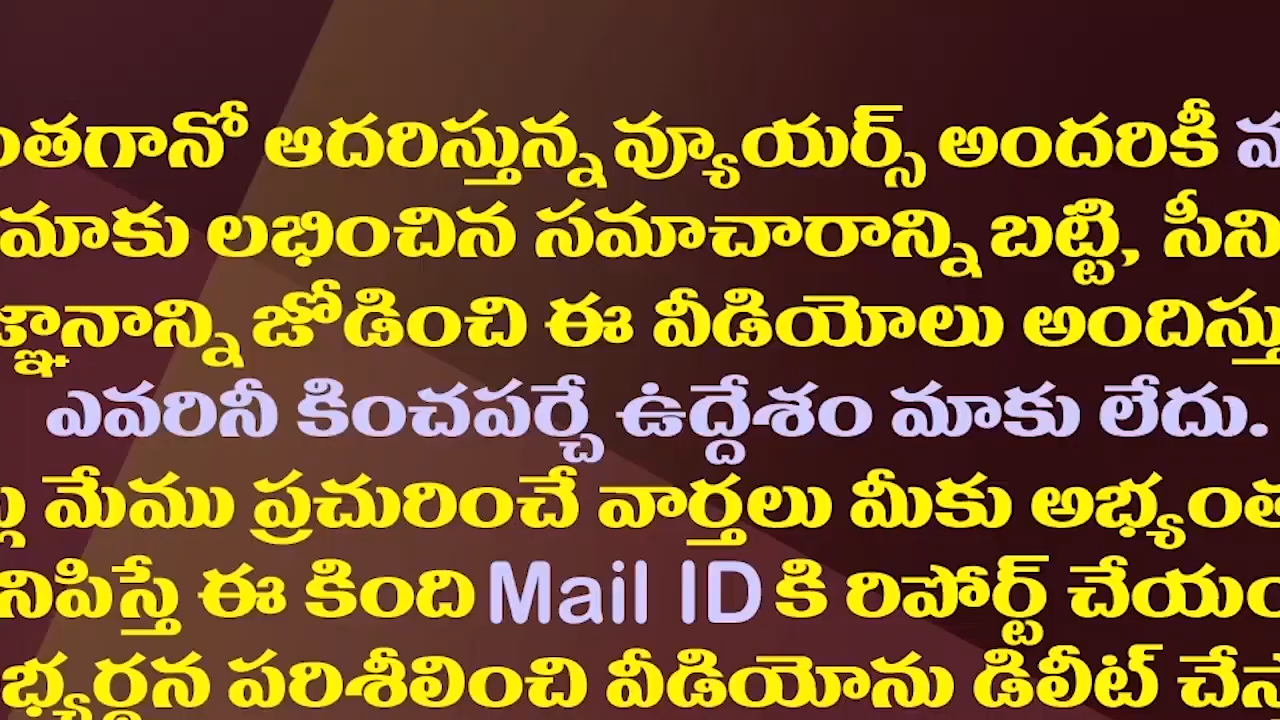 ంతగానో ఆదరిస్తున్న వ్యూయర్స్ అందరికీ
మాకు లభించిన సమాచారాన్ని బట్టి, సీని
జ్ఞానాన్ని జోడించి ఈ వీడియోలు అందిస్తు
ఎవరినీ కించపర్చే ఉద్దేశం మాకు లేదు.
మేము ప్రచురించే వార్తలు మీకు అభ్యంత
నిపిస్తే ఈ కింది Mail ID కి రిపోర్ట్ చేయం
భ్యర్థన పరిశీలించి వీడియోను డిలీట్ చేస